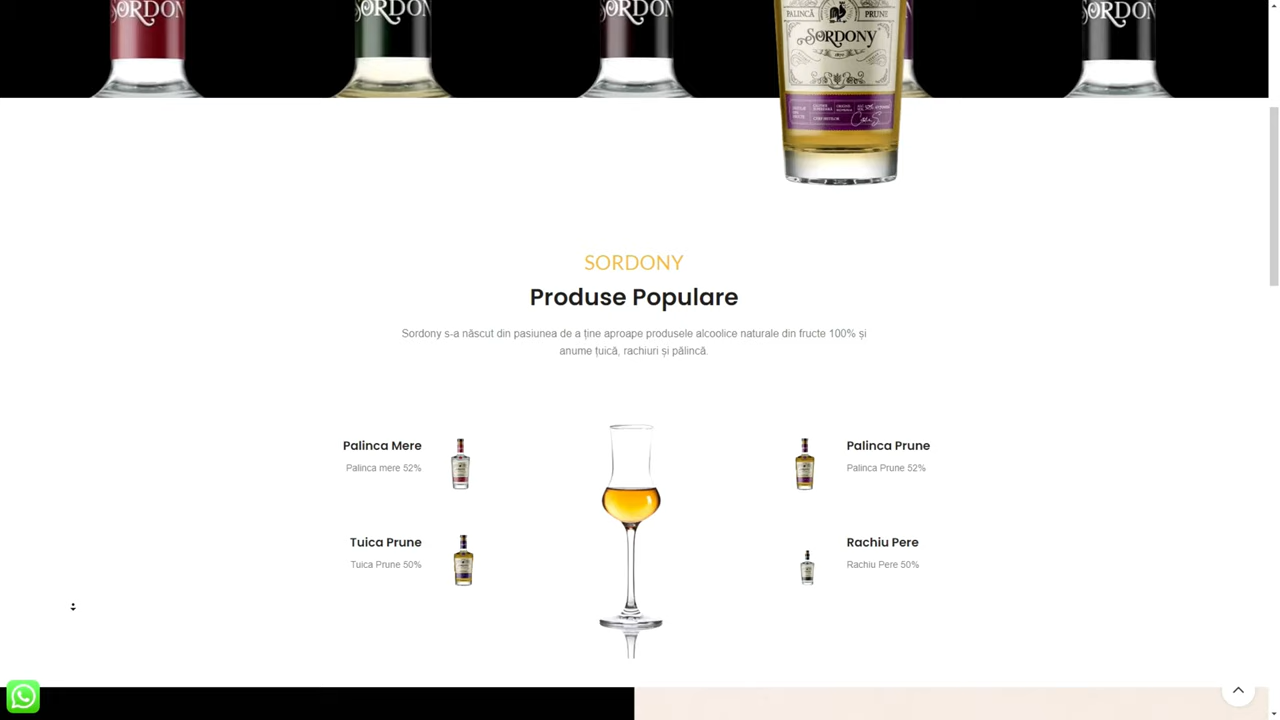 SORDONY
SORDONY
SORDONY
SORDONY
PALINCĂ PRUNE
SORDONY
SORDONY
Produse Populare
Sordony s-a născut din pasiunea de a ține aproape produsele alcoolice naturale din fructe 100% și
anume țuică, rachiuri și pălincă.
Palinca Mere
Palinca mere 52%
Palinca Prune
Palinca Prune 52%
Tuica Prune
Tuica Prune 50%
Rachiu Pere
Rachiu Pere 50%